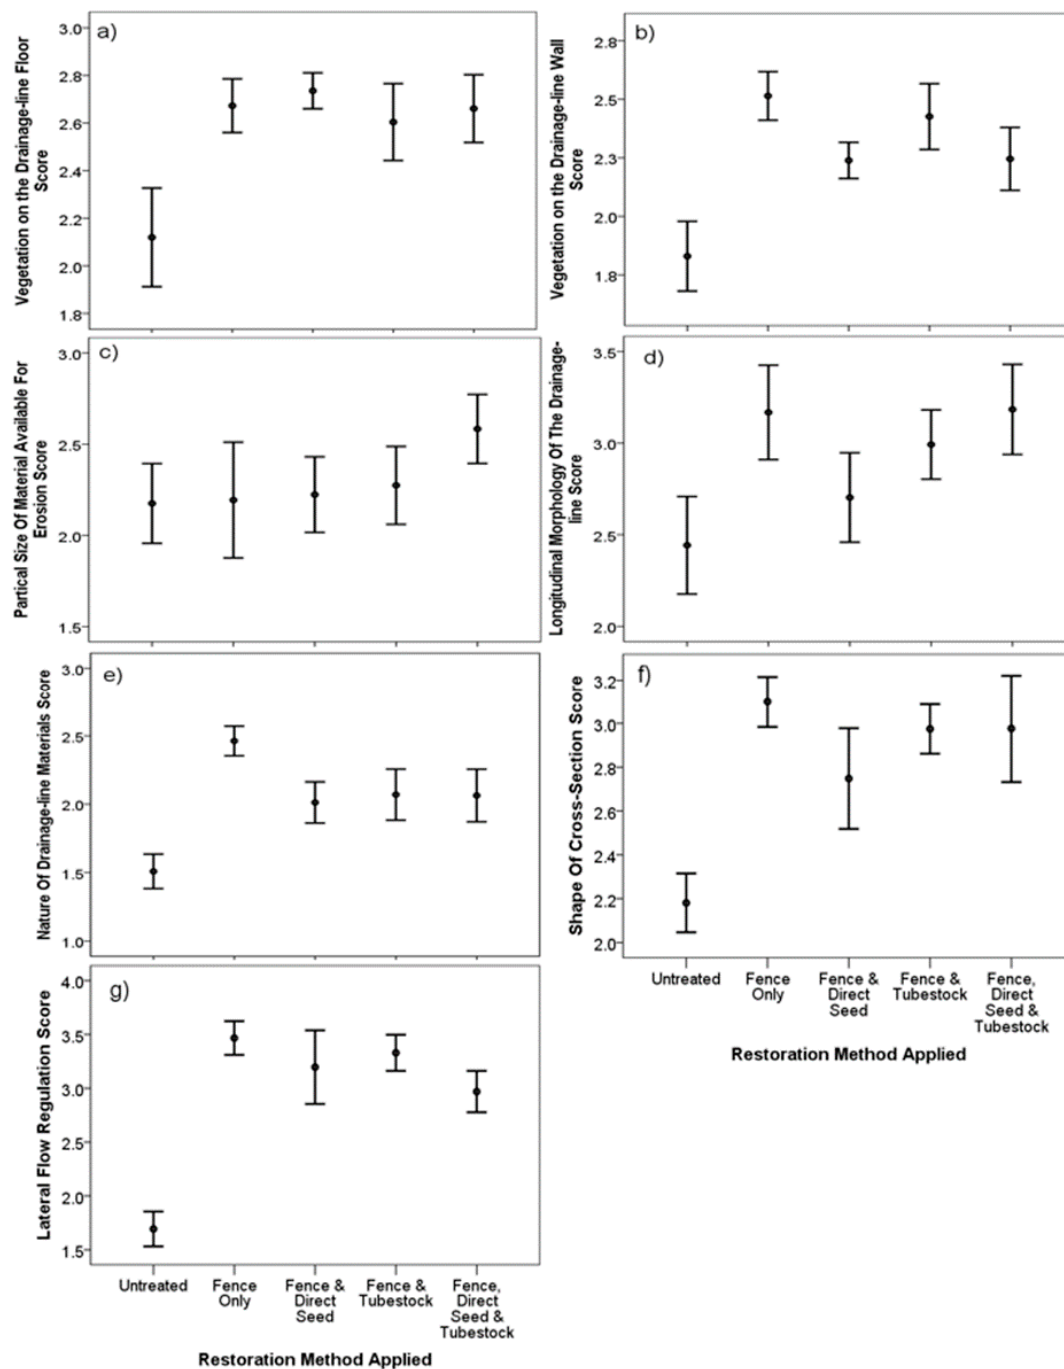 a)
Vegetation on the Drainage-line Floor
Score
3.0
2.8
2.6
2.4
2.2
2.0
1.8
b)
Vegetation on the Drainage-line Wall
Score
2.8
2.5
2.3
2.0
1.8
c)
Partical Size Of Material Available For
Erosion Score
3.0
2.5
2.0
1.5
d)
Longitudinal Morphology Of The Drainage-
line Score
3.5
3.0
2.5
2.0
e)
Nature Of Drainage-line Materials Score
3.0
2.5
2.0
1.5
1.0
f)
Shape Of Cross-Section Score
3.2
3.0
2.8
2.6
2.4
2.2
2.0
Untreated
Fence
Only
Fence &
Direct
Seed
Fence &
Tubestock
Fence,
Direct
Seed &
Tubestock
Restoration Method Applied
g)
Lateral Flow Regulation Score
4.0
3.5
3.0
2.5
2.0
1.5
Untreated
Fence
Only
Fence &
Direct
Seed
Fence &
Tubestock
Fence,
Direct
Seed &
Tubestock
Restoration Method Applied